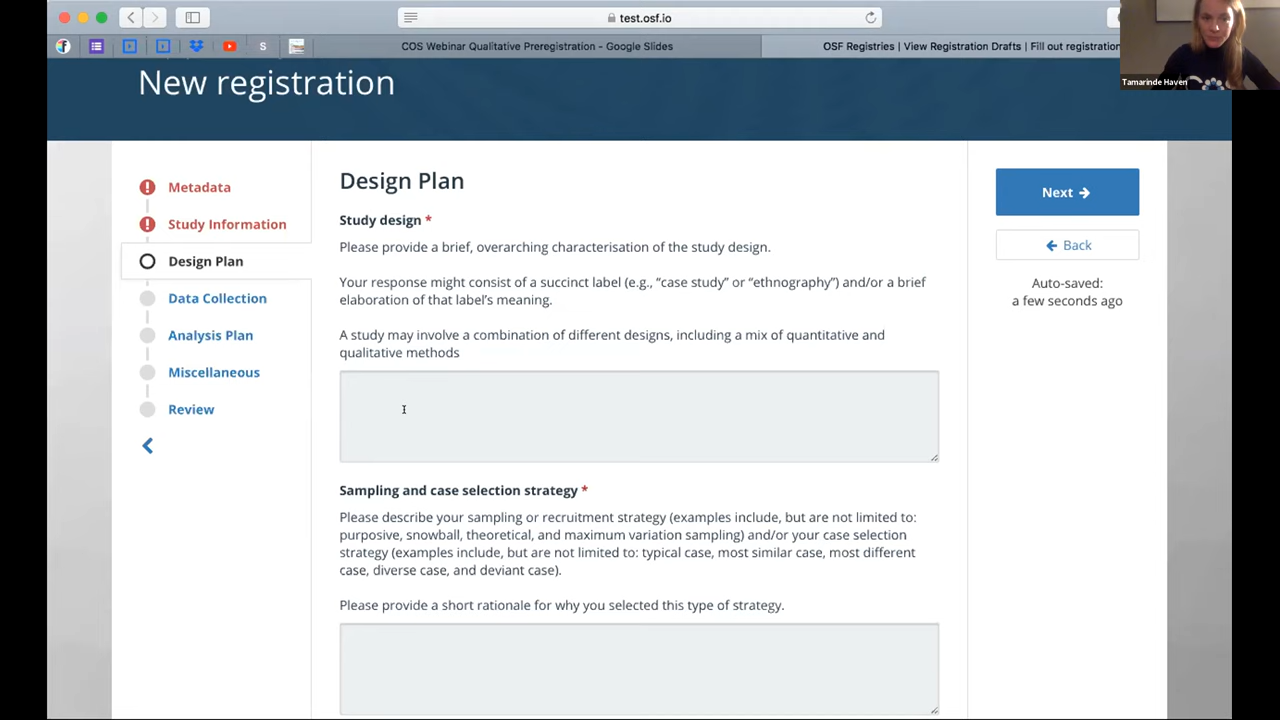 test.osf.io
S
COS Webinar Qualitative Preregistration - Google Slides
OSF Registries | View Registration Drafts | Fill out registration
Tamarinde Haven
New registration
Metadata
Study Information
Design Plan
Data Collection
Analysis Plan
Miscellaneous
Review
Design Plan
Study design *
Please provide a brief, overarching characterisation of the study design.
Your response might consist of a succinct label (e.g., “case study” or “ethnography”) and/or a brief
elaboration of that label’s meaning.
A study may involve a combination of different designs, including a mix of quantitative and
qualitative methods
Sampling and case selection strategy *
Please describe your sampling or recruitment strategy (examples include, but are not limited to:
purposive, snowball, theoretical, and maximum variation sampling) and/or your case selection
strategy (examples include, but are not limited to: typical case, most similar case, most different
case, diverse case, and deviant case).
Please provide a short rationale for why you selected this type of strategy.
Next
Back
Auto-saved:
a few seconds ago